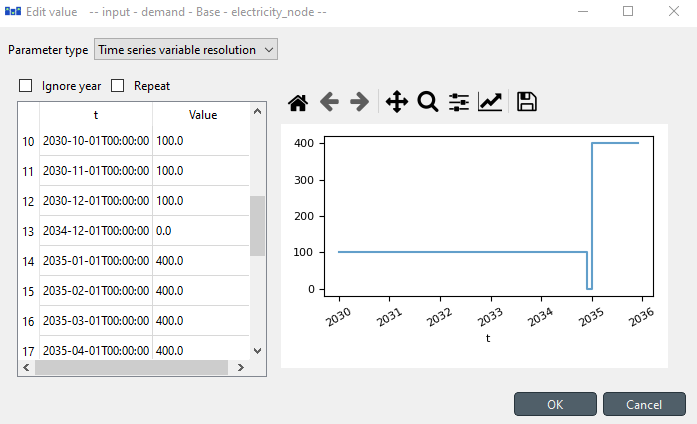 Edit value -- input - demand - Base - electricity_node --
Parameter type Time series variable resolution
Ignore year Repeat
t Value
10 2030-10-01T00:00:00 100.0
11 2030-11-01T00:00:00 100.0
12 2030-12-01T00:00:00 100.0
13 2034-12-01T00:00:00 0.0
14 2035-01-01T00:00:00 400.0
15 2035-02-01T00:00:00 400.0
16 2035-03-01T00:00:00 400.0
17 2035-04-01T00:00:00 400.0
400
300
200
100
0
2030 2031 2032 2033 2034 2035 2036
t
OK Cancel